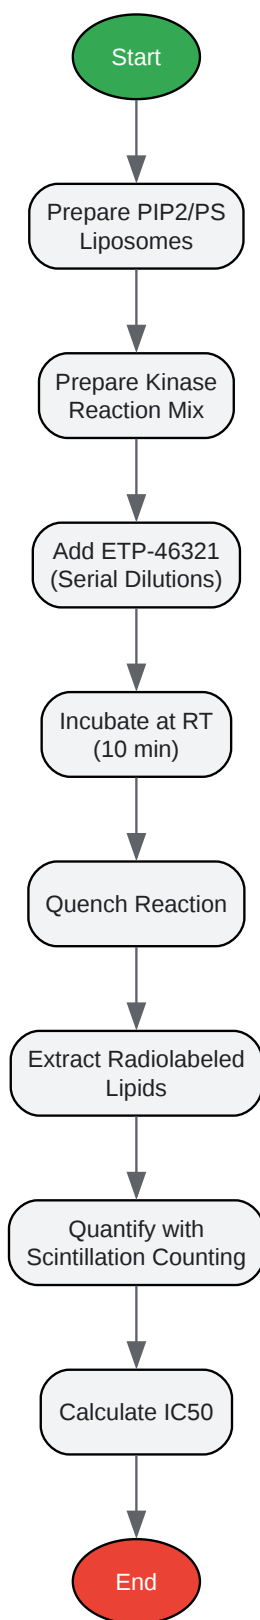 Start
Prepare PIP2/PS
Liposomes
Prepare Kinase
Reaction Mix
Add ETP-46321
(Serial Dilutions)
Incubate at RT
(10 min)
Quench Reaction
Extract Radiolabeled
Lipids
Quantify with
Scintillation Counting
Calculate IC50
End